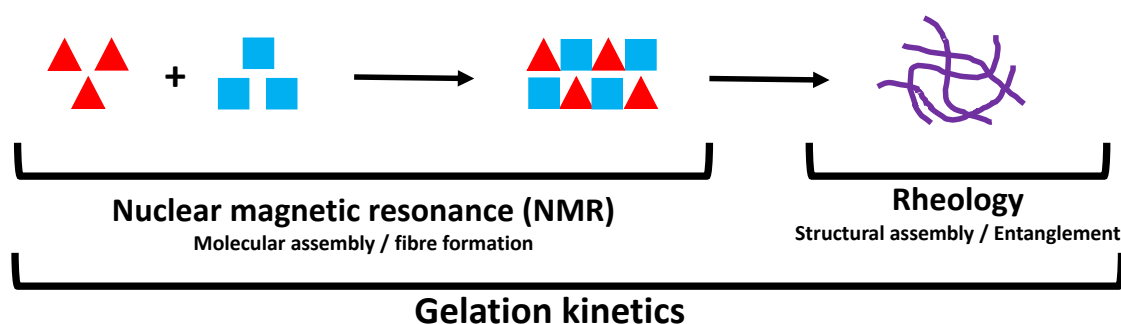 +
Nuclear magnetic resonance (NMR)
Molecular assembly / fibre formation
Rheology
Structural assembly / Entanglement
Gelation kinetics